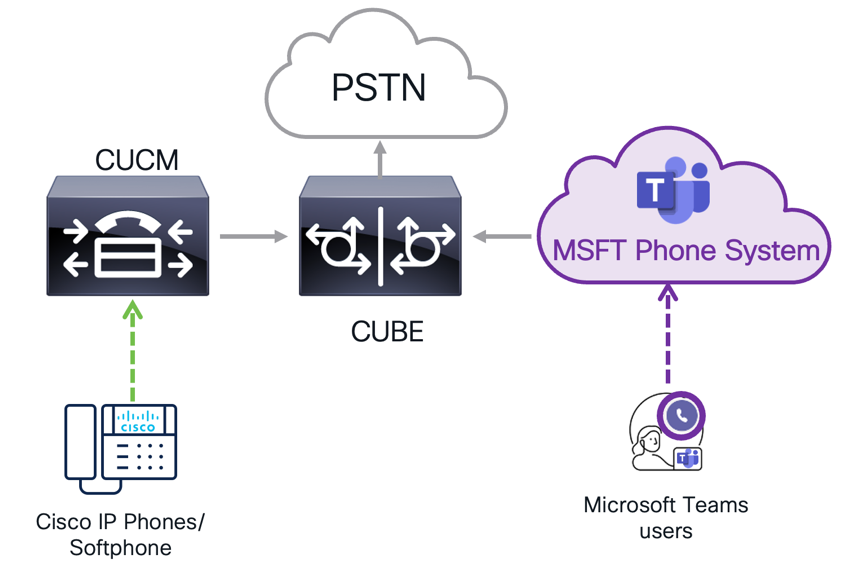 PSTN
CUCM
T
MSFT Phone System
CUBE
CISCO
T
Cisco IP Phones/
Softphone
Microsoft Teams
users